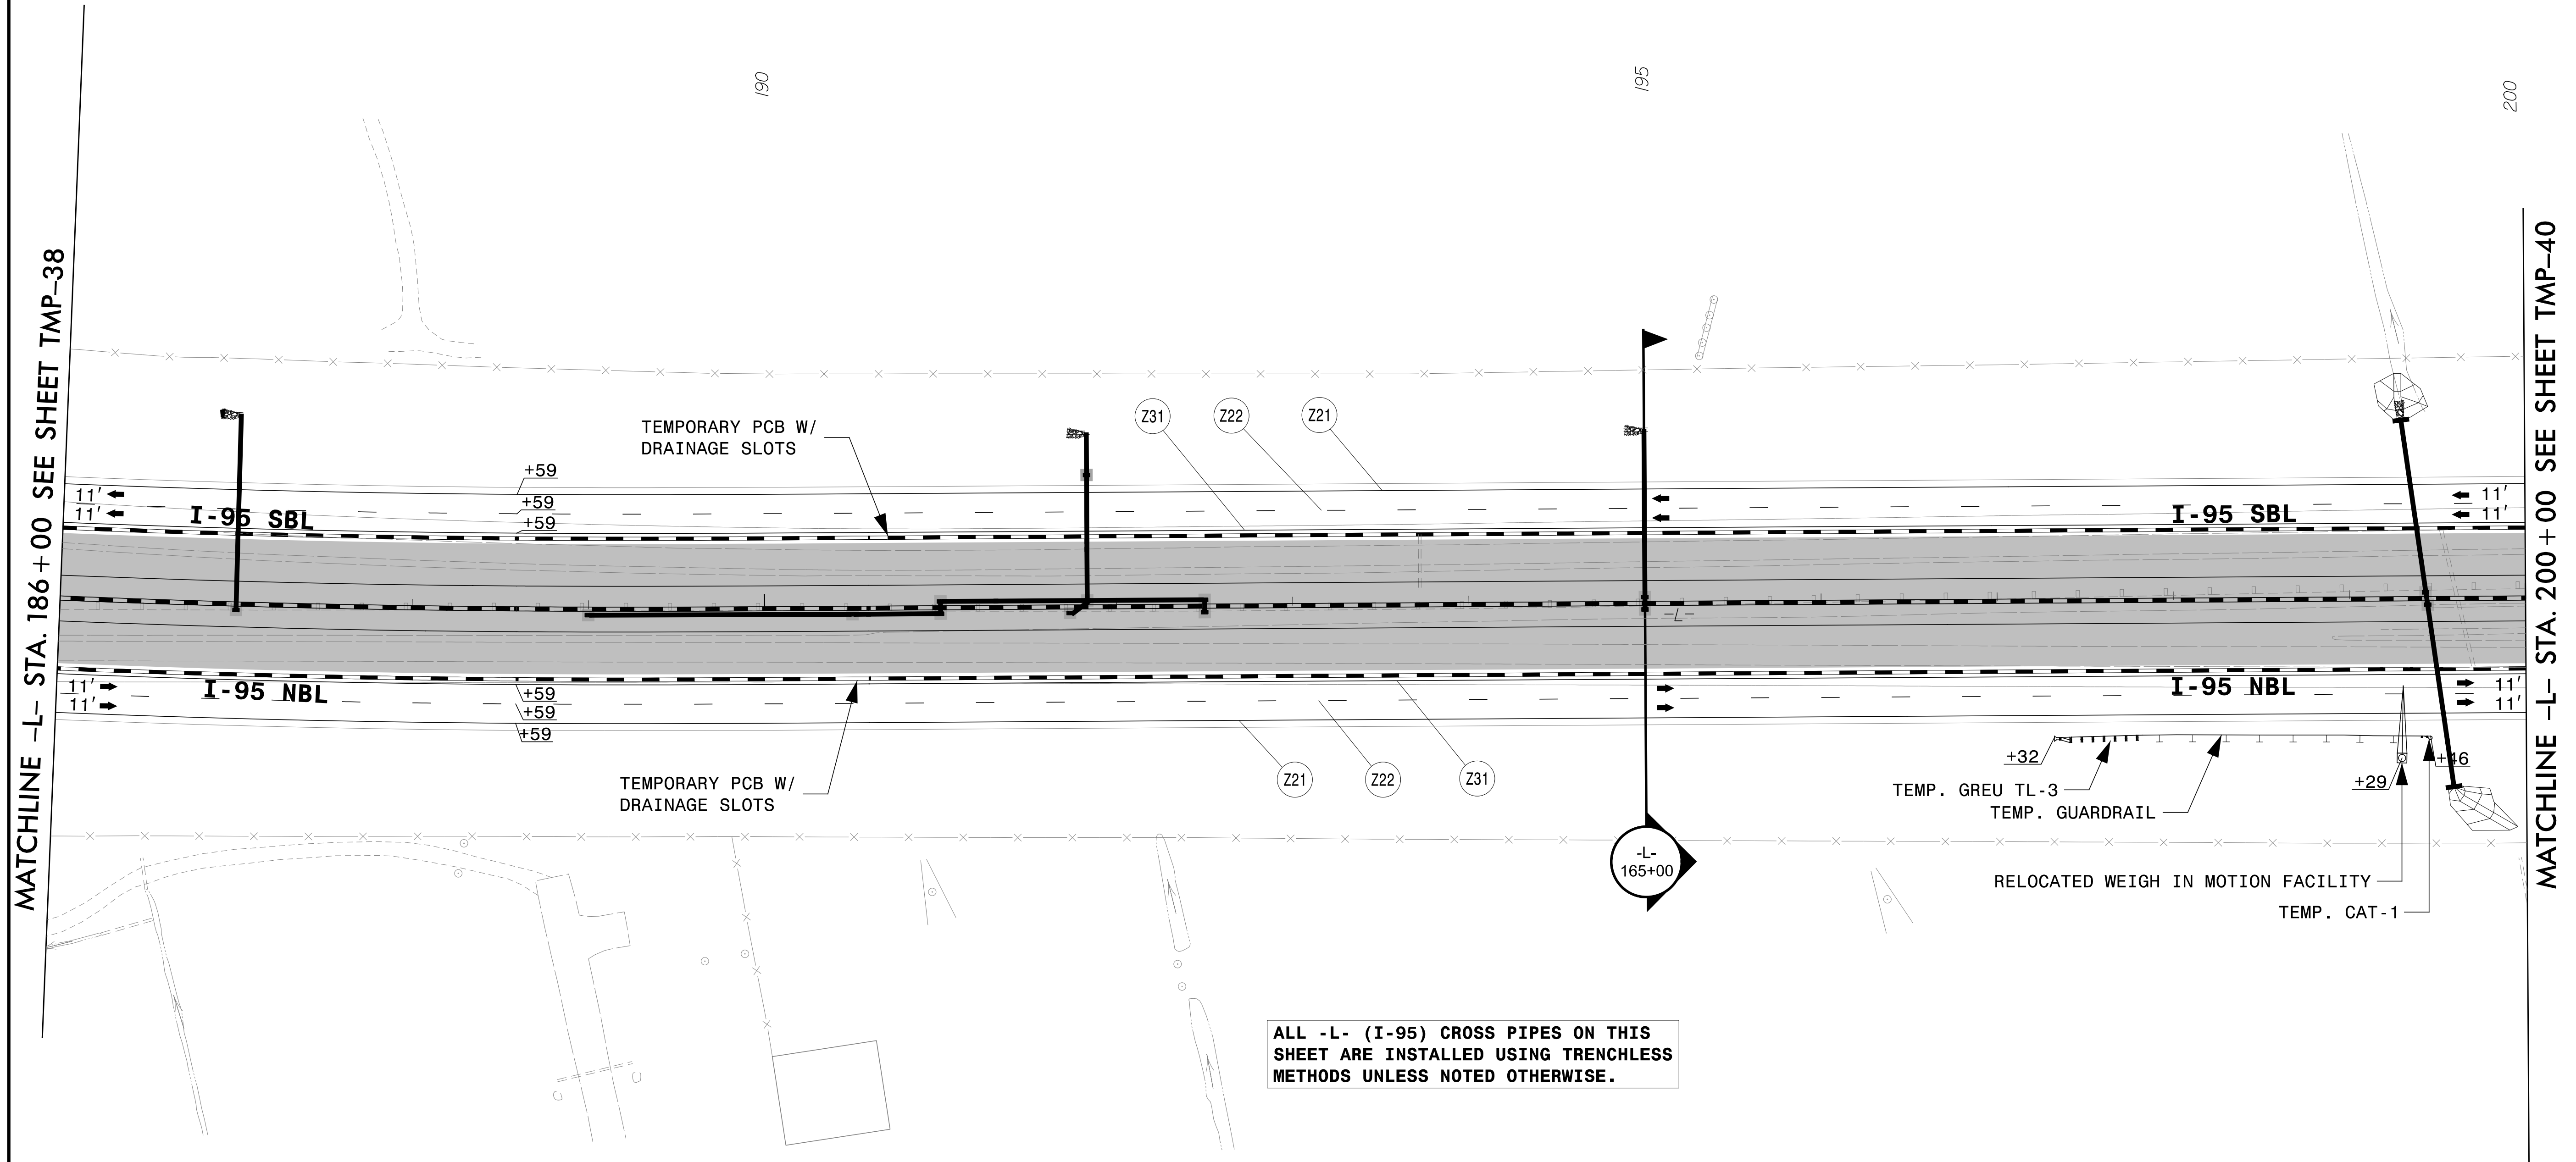 190
195
200
MATCHLINE -L- STA. 186+00 SEE SHEET TMP-38
MATCHLINE -L- STA. 200+00 SEE SHEET TMP-40
TEMPORARY PCB W/
DRAINAGE SLOTS
Z31
Z22
Z21
+59
+59
+59
11'
11'
I-95 SBL
I-95 SBL
11'
11'
-L-
11'
11'
I-95 NBL
I-95 NBL
11'
11'
+59
+59
+59
TEMPORARY PCB W/
DRAINAGE SLOTS
Z21
Z22
Z31
+32
+46
+29
TEMP. GREU TL-3
TEMP. GUARDRAIL
-L-
165+00
RELOCATED WEIGH IN MOTION FACILITY
TEMP. CAT-1
C
C
ALL -L- (I-95) CROSS PIPES ON THIS
SHEET ARE INSTALLED USING TRENCHLESS
METHODS UNLESS NOTED OTHERWISE.